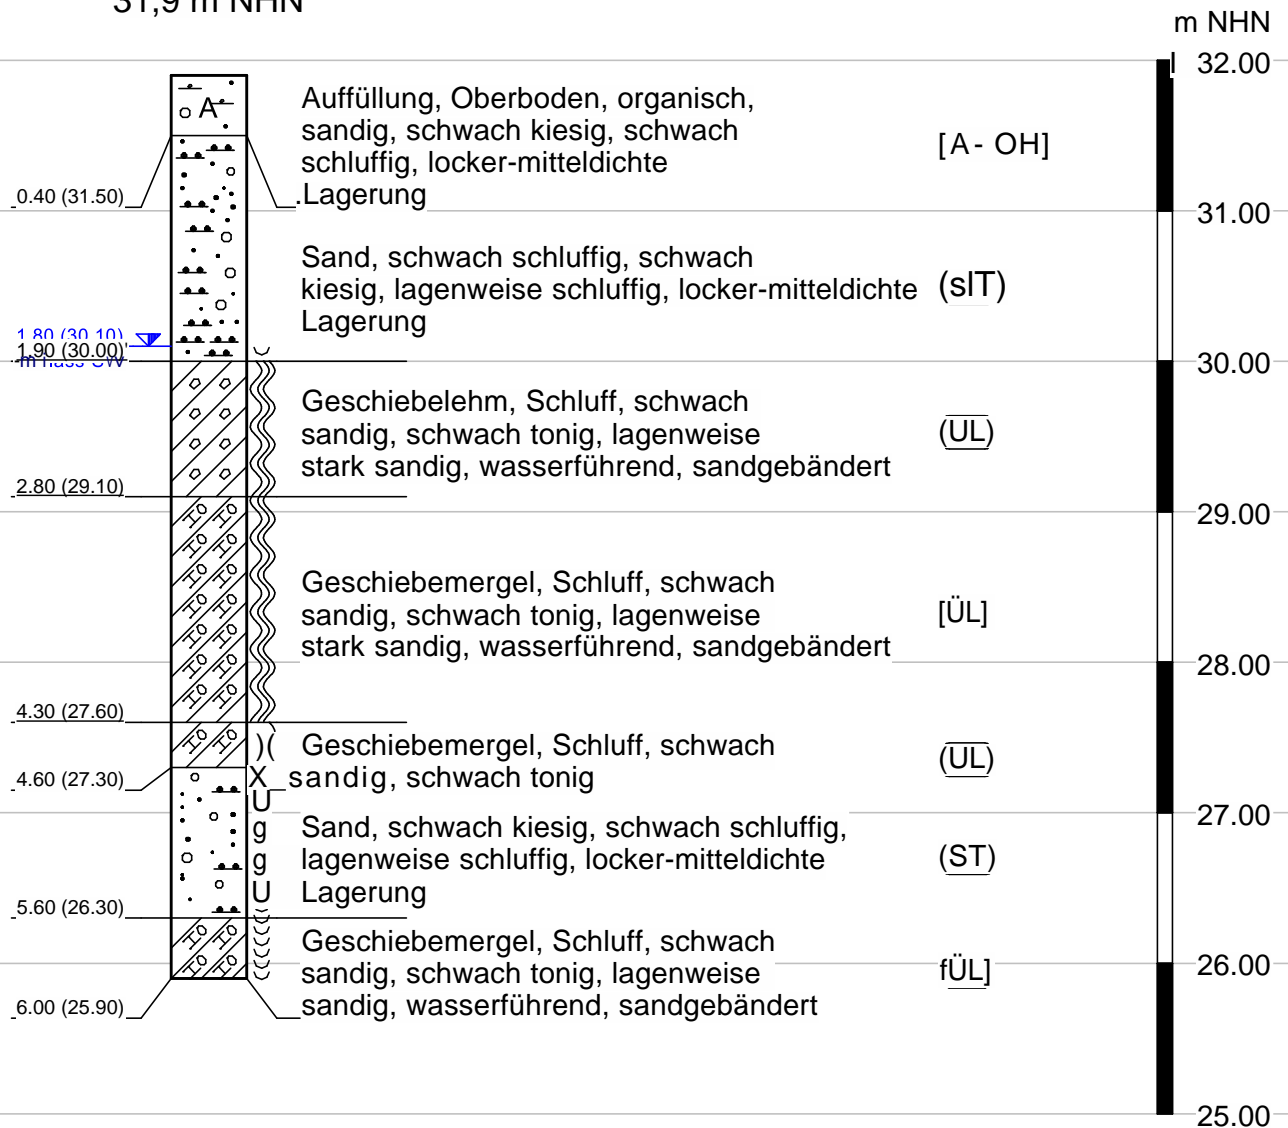 31,9 m NHN
m NHN
32.00
A
Auffüllung, Oberboden, organisch,
sandig, schwach kiesig, schwach
schluffig, locker-mitteldichte
.Lagerung
[A- OH]
0.40 (31.50)
31.00
Sand, schwach schluffig, schwach
kiesig, lagenweise schluffig, locker-mitteldichte
Lagerung
(slT)
1.80 (30.10)
1.90 (30.00)
30.00
Geschiebelehm, Schluff, schwach
sandig, schwach tonig, lagenweise
stark sandig, wasserführend, sandgebändert
(UL)
2.80 (29.10)
29.00
Geschiebemergel, Schluff, schwach
sandig, schwach tonig, lagenweise
stark sandig, wasserführend, sandgebändert
[ÜL]
28.00
4.30 (27.60)
)( Geschiebemergel, Schluff, schwach
X sandig, schwach tonig
(UL)
4.60 (27.30)
U
27.00
g Sand, schwach kiesig, schwach schluffig,
g lagenweise schluffig, locker-mitteldichte
U Lagerung
(ST)
5.60 (26.30)
Geschiebemergel, Schluff, schwach
sandig, schwach tonig, lagenweise
sandig, wasserführend, sandgebändert
fÜL]
26.00
6.00 (25.90)
25.00